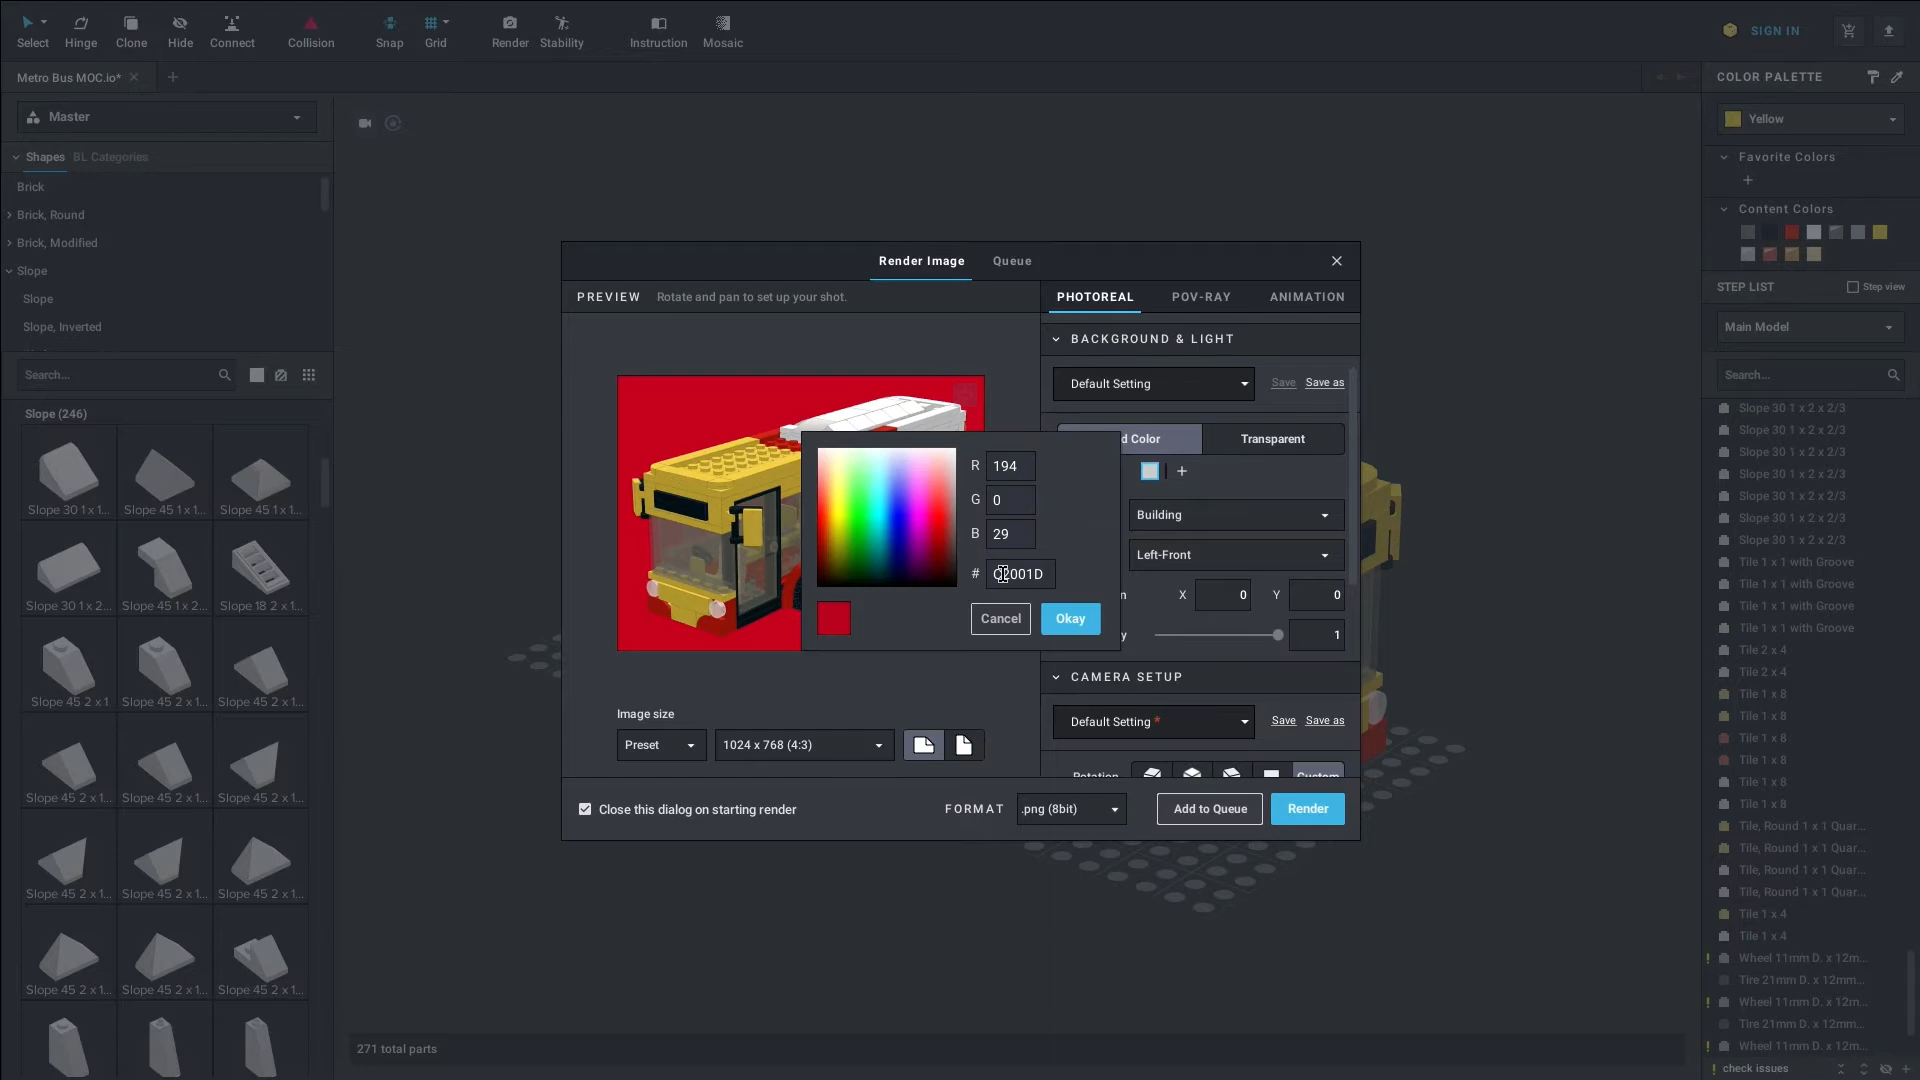 Select
Hinge
Clone
Hide
Connect
Collision
Snap
Grid
Render
Stability
Instruction
Mosaic
SIGN IN
Metro Bus MOC.io*
Master
Shapes
BL Categories
Brick
Brick, Round
Brick, Modified
Slope
Slope
Slope, Inverted
Search...
Slope (246)
Slope 30 1 x 1...
Slope 45 1 x 1...
Slope 45 1 x 1...
Slope 30 1 x 2...
Slope 45 1 x 2...
Slope 18 2 x 1...
Slope 45 2 x 1
Slope 45 2 x 1...
Slope 45 2 x 1...
Slope 45 2 x 1...
Slope 45 2 x 1...
Slope 45 2 x 1...
Slope 45 2 x 1...
Slope 45 2 x 1...
Slope 45 2 x 1...
Slope 45 2 x 1...
Slope 45 2 x 1...
Slope 45 2 x 1...
Render Image
Queue
PREVIEW
Rotate and pan to set up your shot.
PHOTOREAL
POV-RAY
ANIMATION
BACKGROUND & LIGHT
Default Setting
Save
Save as
d Color
Transparent
Building
Left-Front
n
X
0
Y
0
y
1
R
194
G
0
B
29
#
2001D
Cancel
Okay
CAMERA SETUP
Default Setting *
Save
Save as
Rotation
Custom
Image size
Preset
1024 x 768 (4:3)
Close this dialog on starting render
FORMAT
.png (8bit)
Add to Queue
Render
271 total parts
COLOR PALETTE
Yellow
Favorite Colors
Content Colors
STEP LIST
Step view
Main Model
Search...
Slope 30 1 x 2 x 2/3
Slope 30 1 x 2 x 2/3
Slope 30 1 x 2 x 2/3
Slope 30 1 x 2 x 2/3
Slope 30 1 x 2 x 2/3
Slope 30 1 x 2 x 2/3
Slope 30 1 x 2 x 2/3
Tile 1 x 1 with Groove
Tile 1 x 1 with Groove
Tile 1 x 1 with Groove
Tile 1 x 1 with Groove
Tile 2 x 4
Tile 2 x 4
Tile 1 x 8
Tile 1 x 8
Tile 1 x 8
Tile 1 x 8
Tile 1 x 8
Tile 1 x 8
Tile, Round 1 x 1 Quar...
Tile, Round 1 x 1 Quar...
Tile, Round 1 x 1 Quar...
Tile, Round 1 x 1 Quar...
Tile 1 x 4
Tile 1 x 4
Wheel 11mm D. x 12m...
Tire 21mm D. x 12mm...
Wheel 11mm D. x 12m...
Tire 21mm D. x 12mm...
Wheel 11mm D. x 12m...
check issues